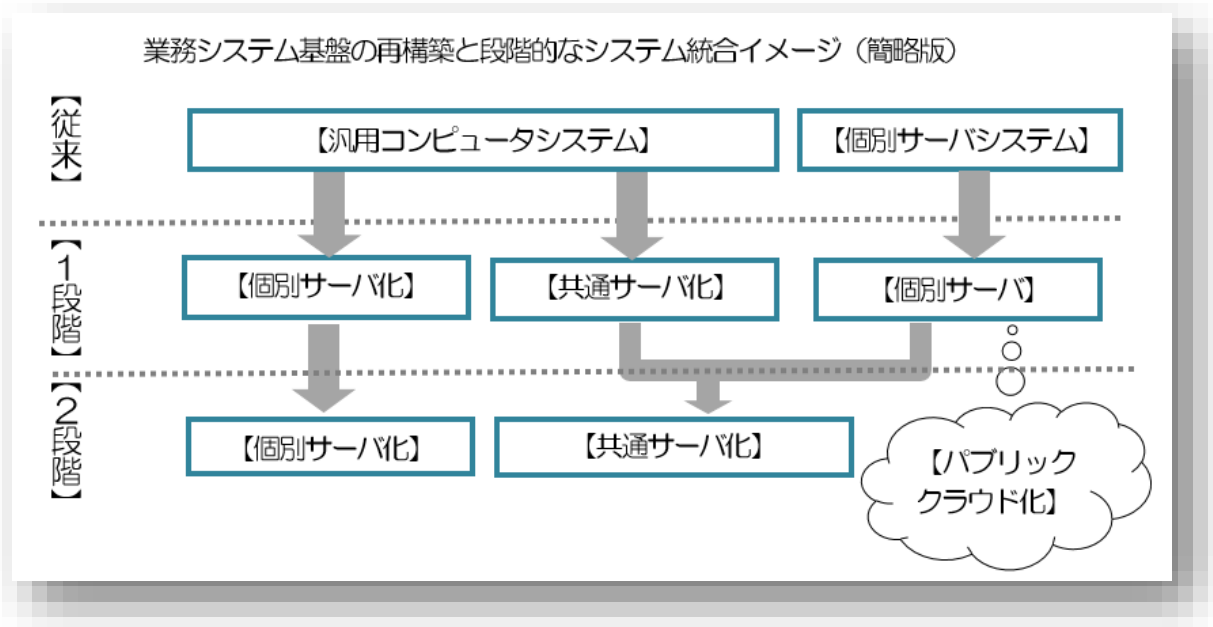 業務システム基盤の再構築と段階的なシステム統合イメージ（簡略版）
【従来】
【汎用コンピュータシステム】
【個別サーバシステム】
【1段階】
【個別サーバ化】
【共通サーバ化】
【個別サーバ】
【2段階】
【個別サーバ化】
【共通サーバ化】
【パブリック
クラウド化】